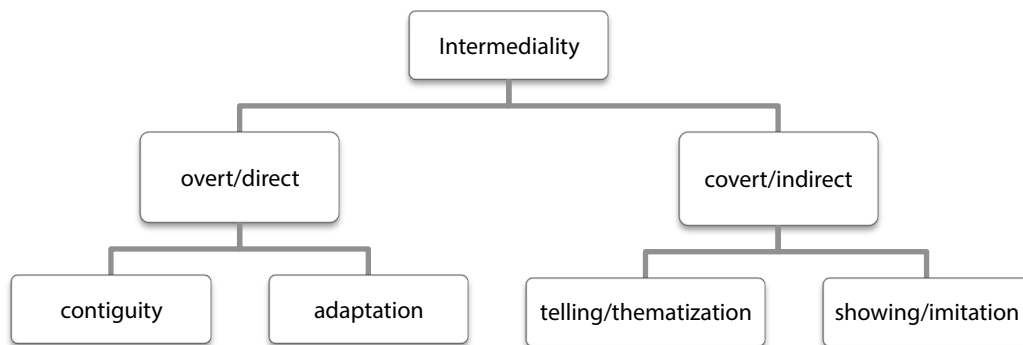 Intermediality
overt/direct
covert/indirect
contiguity
adaptation
telling/thematization
showing/imitation